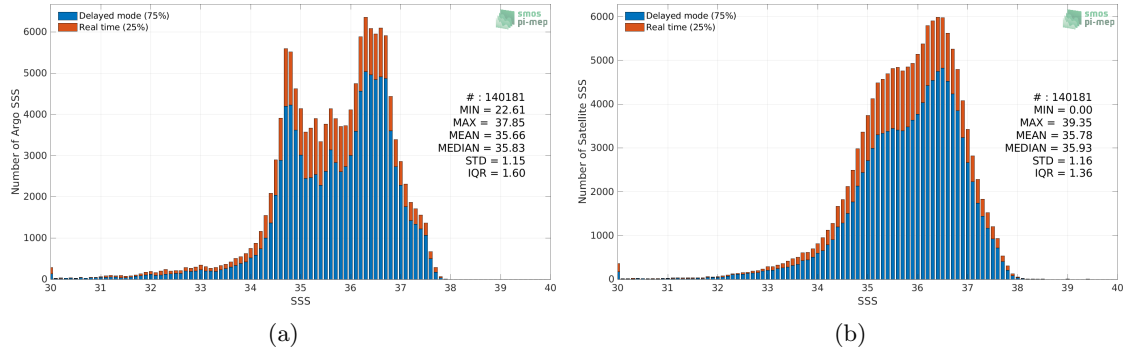 Delayed mode (75%)
Real time (25%)
smos
pi-mep
Number of Argo SSS
6000
5000
4000
3000
2000
1000
0
# : 140181
MIN = 22.61
MAX = 37.85
MEAN = 35.66
MEDIAN = 35.83
STD = 1.15
IQR = 1.60
30 31 32 33 34 35 36 37 38 39 40
SSS
(a)
Delayed mode (75%)
Real time (25%)
smos
pi-mep
Number of Satellite SSS
6000
5000
4000
3000
2000
1000
0
# : 140181
MIN = 0.00
MAX = 39.35
MEAN = 35.78
MEDIAN = 35.93
STD = 1.16
IQR = 1.36
30 31 32 33 34 35 36 37 38 39 40
SSS
(b)